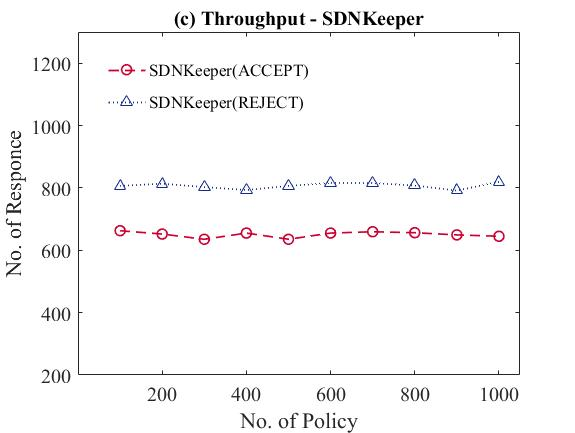 (c) Throughput - SDNKeeper
SDNKeeper(ACCEPT)
SDNKeeper(REJECT)
No. of Responce
1200
1000
800
600
400
200
200 400 600 800 1000
No. of Policy